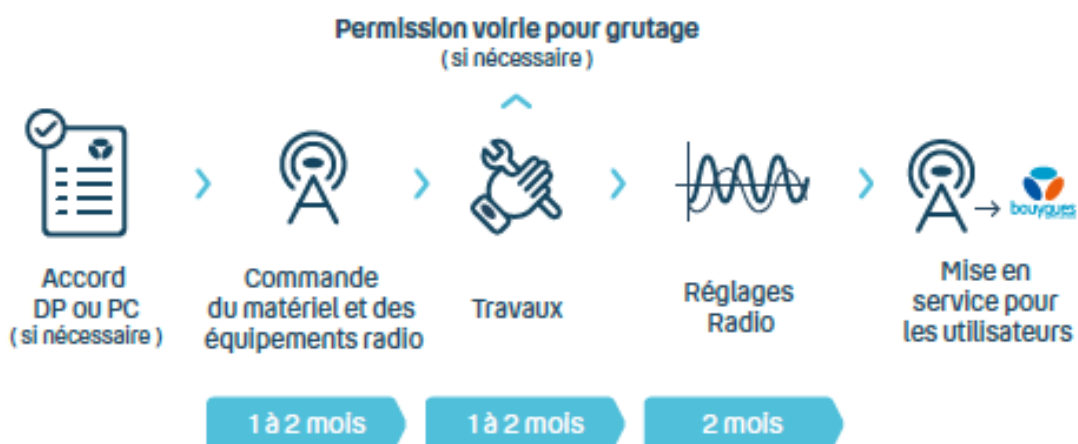 Permission voirie pour grutage
( si nécessaire )
Accord
DP ou PC
( si nécessaire )
Commande
du matériel et des
équipements radio
Travaux
Réglages
Radio
bouygues
Mise en
service pour
les utilisateurs
1 à 2 mois
1 à 2 mois
2 mois